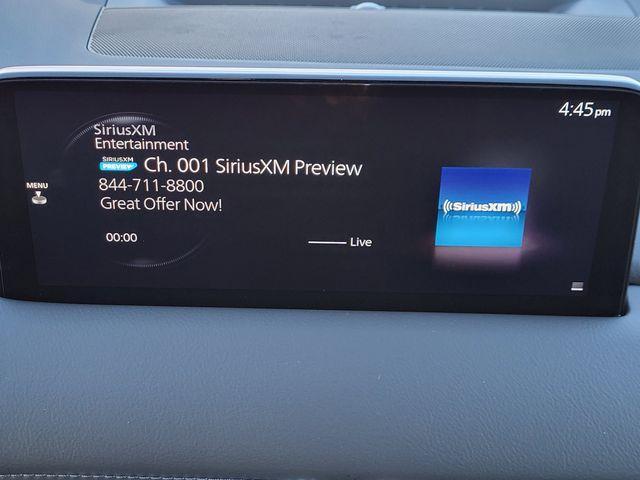 4:45pm
SiriusXM
Entertainment
SIRIUSXM
PREVIEW
Ch. 001 SiriusXM Preview
MENU
844-711-8800
Great Offer Now!
((SiriusXM))
00:00
Live